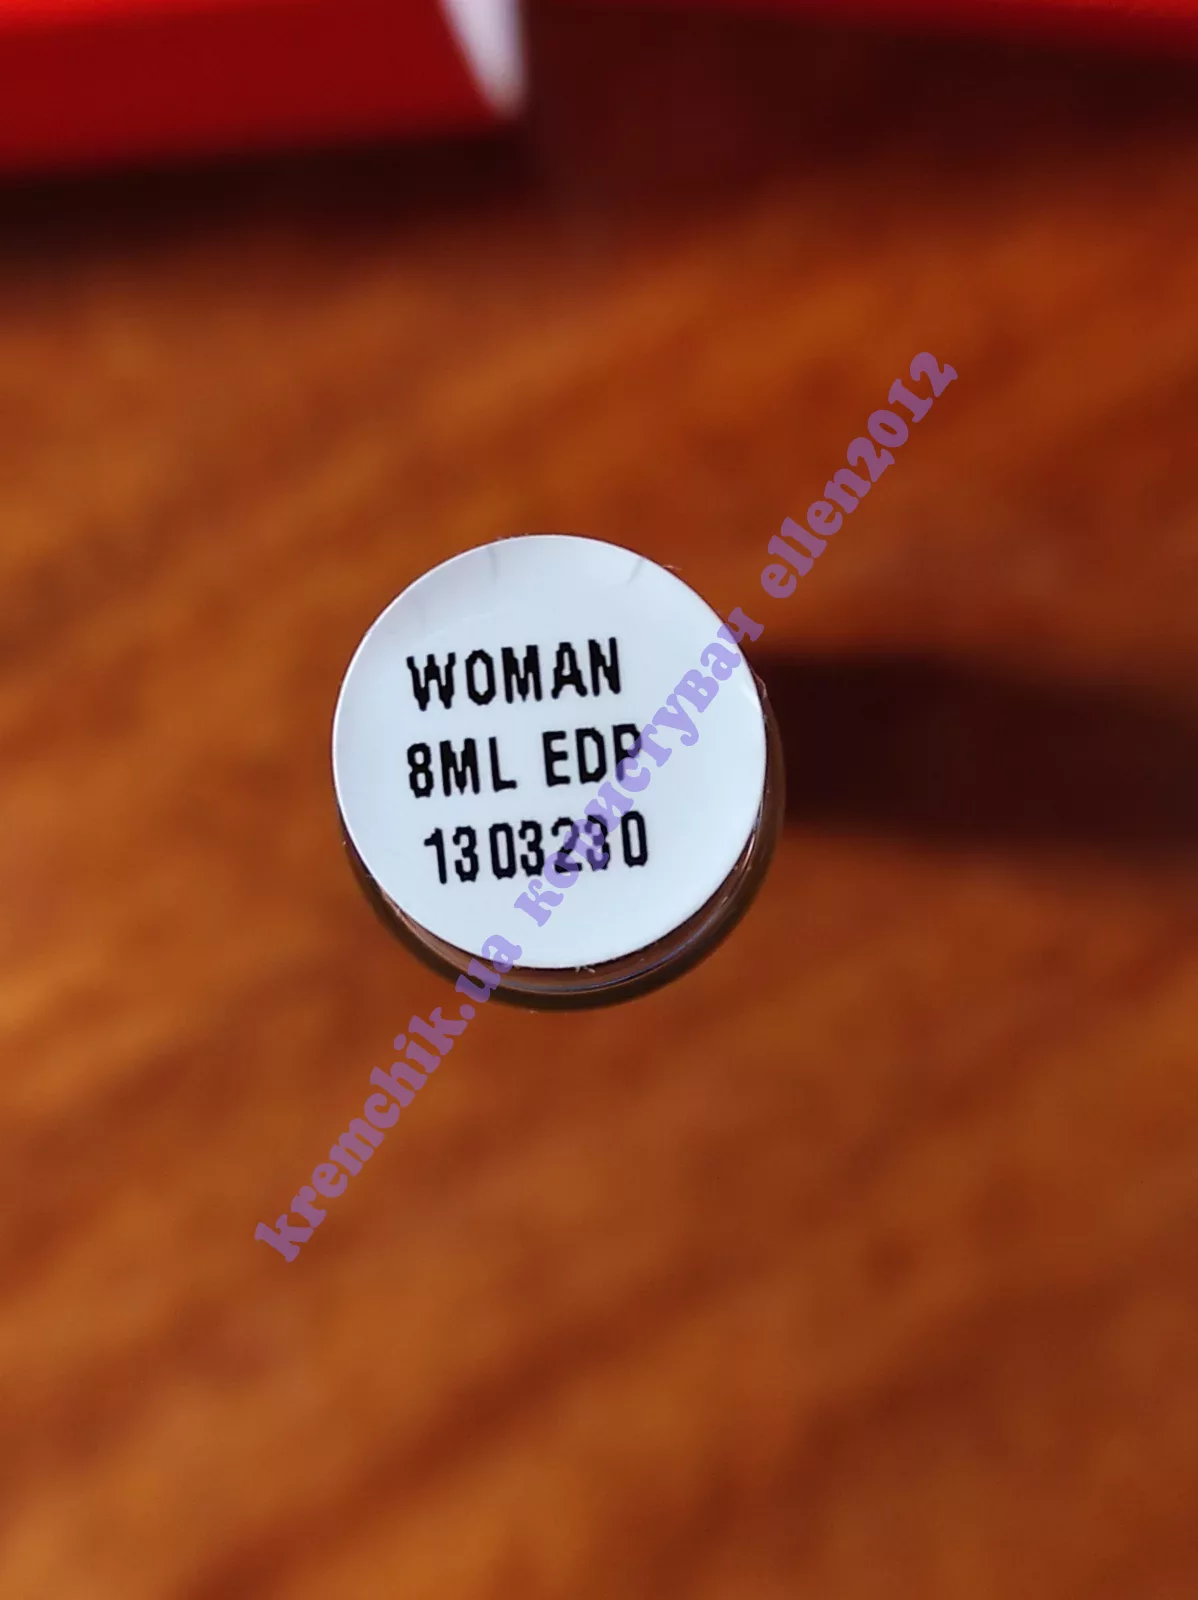 WOMAN
8ML EDP
1303230
kremchik.ua користувач ellen2012